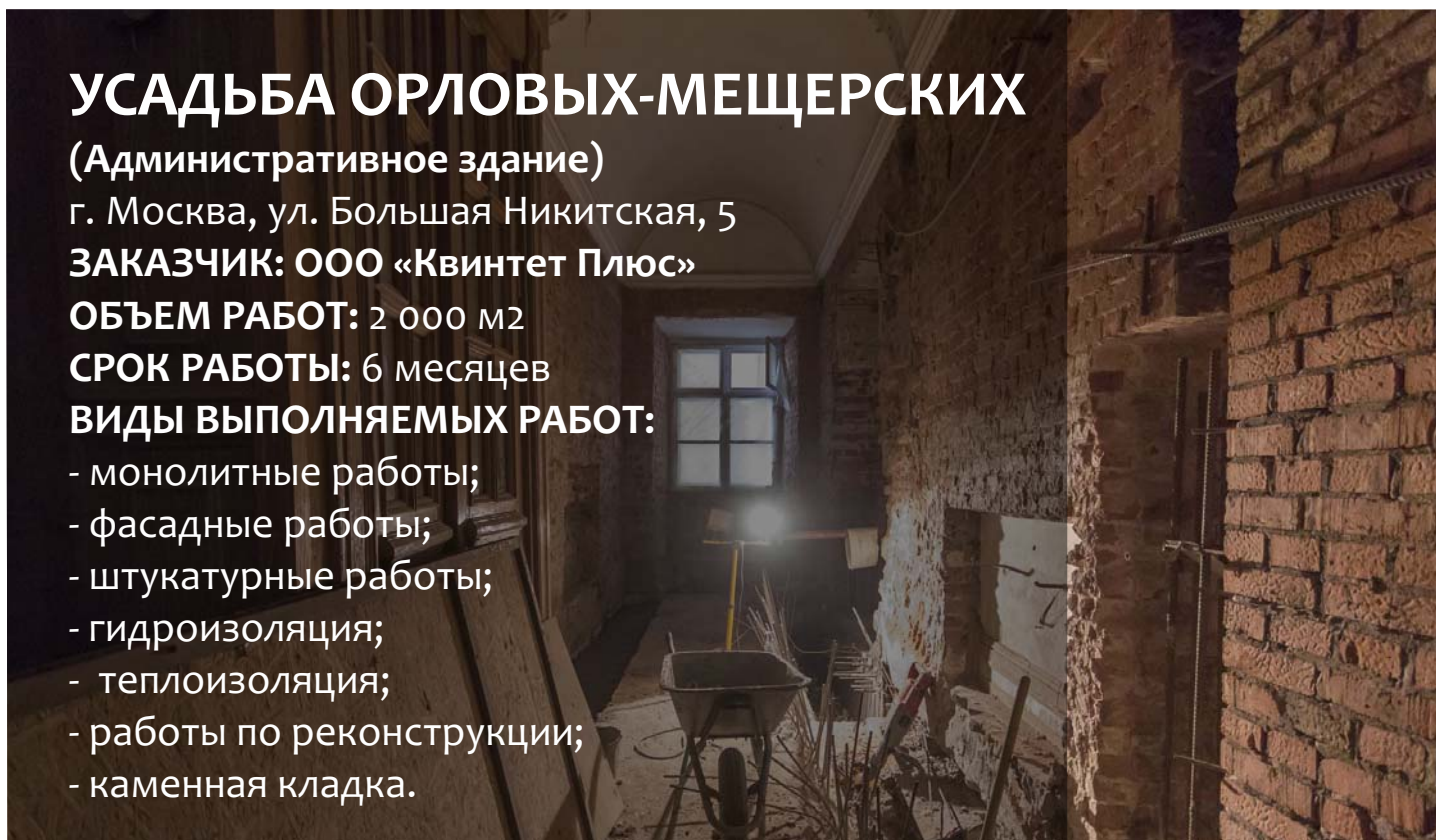 УСАДЬБА ОРЛОВЫХ-МЕЩЕРСКИХ
(Административное здание)
г. Москва, ул. Большая Никитская, 5
ЗАКАЗЧИК: ООО «Квинтет Плюс»
ОБЪЕМ РАБОТ: 2 000 м2
СРОК РАБОТЫ: 6 месяцев
ВИДЫ ВЫПОЛНЯЕМЫХ РАБОТ:
- монолитные работы;
- фасадные работы;
- штукатурные работы;
- гидроизоляция;
- теплоизоляция;
- работы по реконструкции;
- каменная кладка.